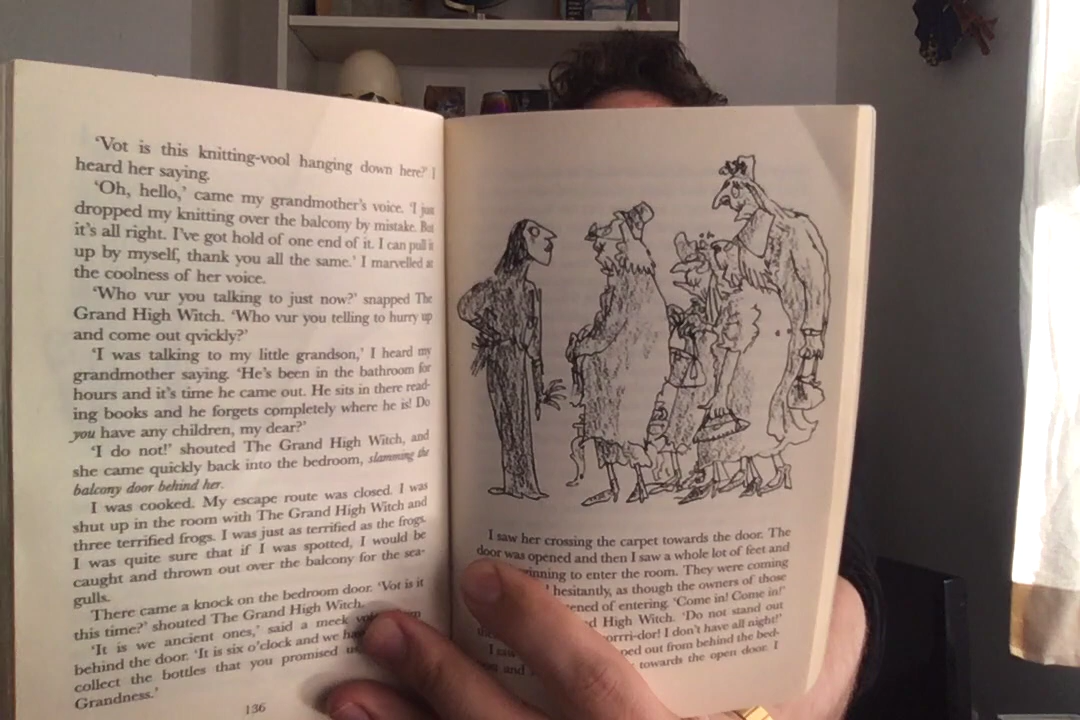 ‘Vot is this knitting-vool hanging down here?’ I
heard her saying.
‘Oh, hello,’ came my grandmother’s voice. ‘I just
dropped my knitting over the balcony by mistake. But
it’s all right. I’ve got hold of one end of it. I can pull it
up by myself, thank you all the same.’ I marvelled at
the coolness of her voice.
‘Who vur you talking to just now?’ snapped The
Grand High Witch. ‘Who vur you telling to hurry up
and come out qvickly?’
‘I was talking to my little grandson,’ I heard my
grandmother saying. ‘He’s been in the bathroom for
hours and it’s time he came out. He sits in there read-
ing books and he forgets completely where he is! Do
you have any children, my dear?’
‘I do not!’ shouted The Grand High Witch, and
she came quickly back into the bedroom, slamming the
balcony door behind her.
I was cooked. My escape route was closed. I was
shut up in the room with The Grand High Witch and
three terrified frogs. I was just as terrified as the frogs.
I was quite sure that if I was spotted, I would be
caught and thrown out over the balcony for the sea-
gulls.
There came a knock on the bedroom door. ‘Vot is it
this time?’ shouted The Grand High Witch.
‘It is we ancient ones,’ said a meek
behind the door. ‘It is six o’clock and we
collect the bottles that you promised
Grandness.’
136
I saw her crossing the carpet towards the door. The
door was opened and then I saw a whole lot of feet and
to enter the room. They were coming
hesitantly, as though the owners of those
of entering. ‘Come in! Come in!’
High Witch. ‘Do not stand out
I don’t have all night!’
I saw out from behind the bed-
and towards the open door. I